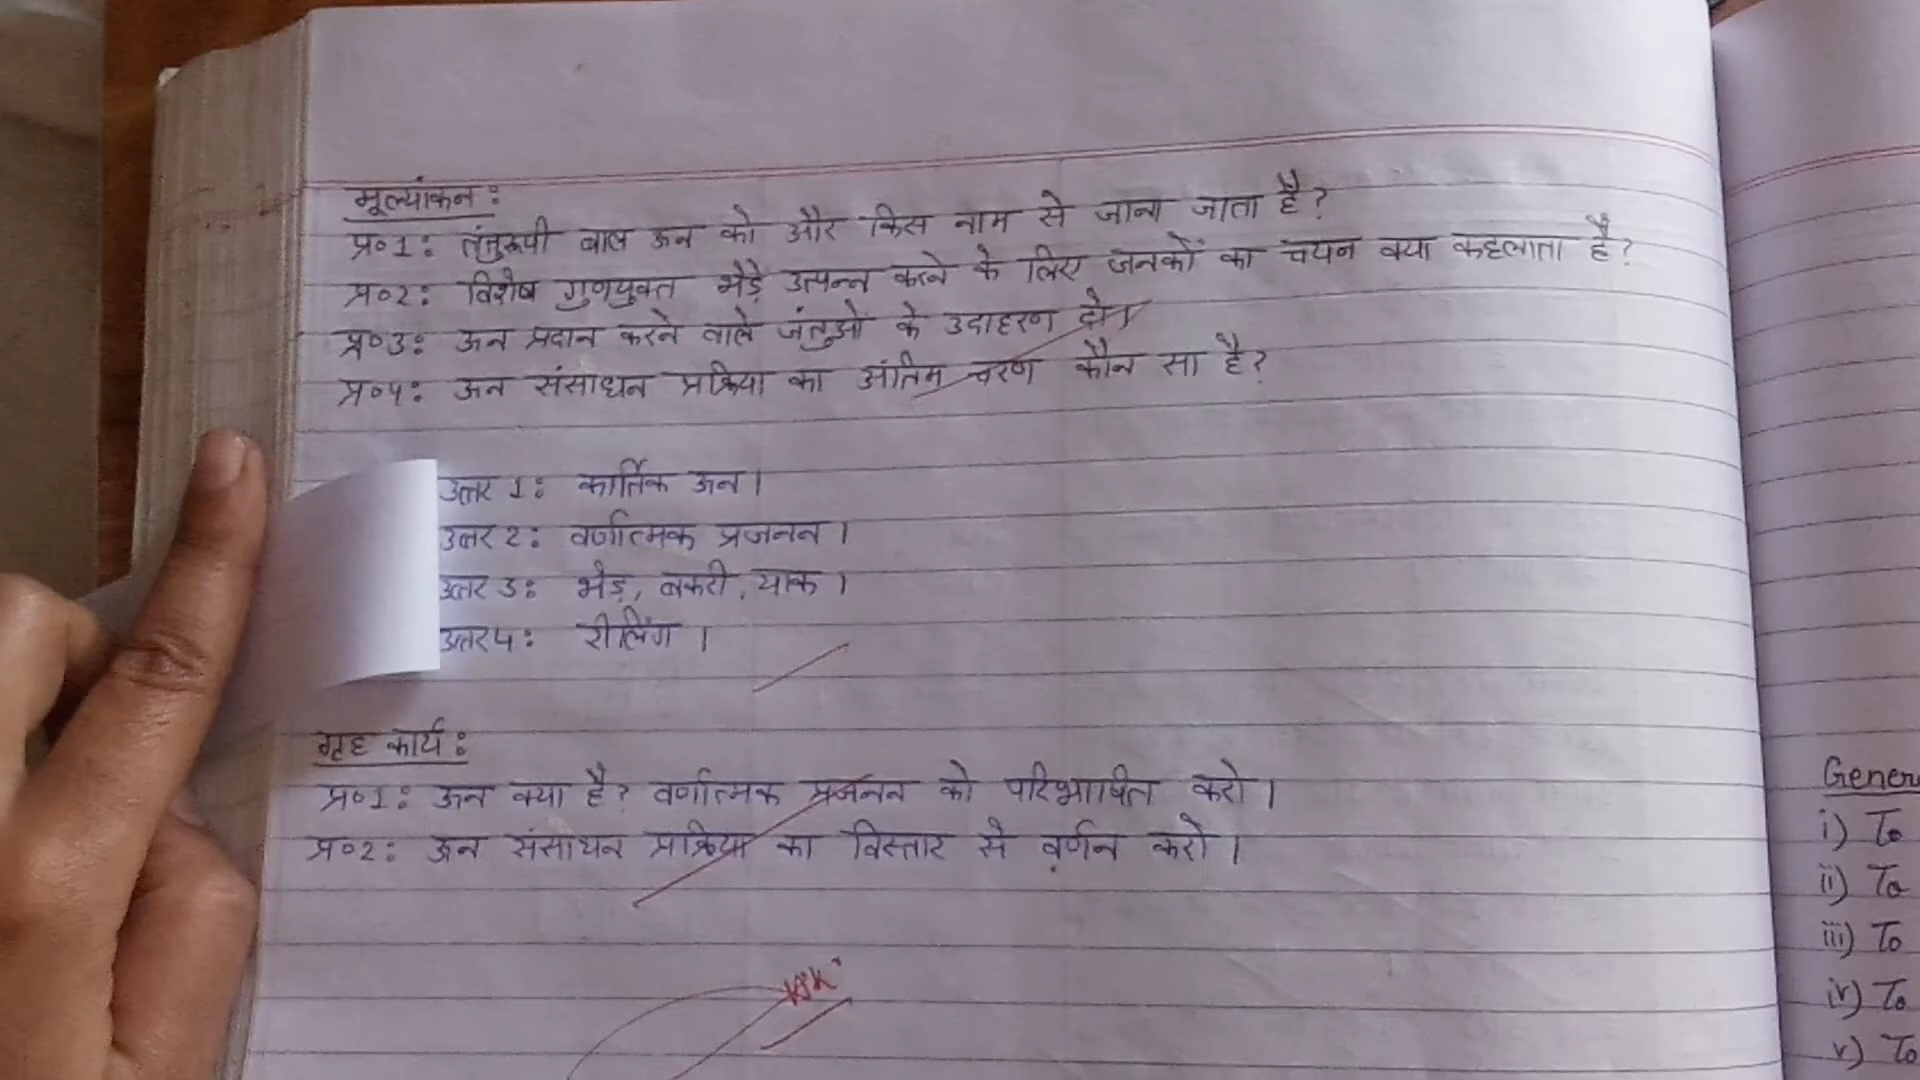 मूल्यांकन :
प्र०1: तंतुरूपी बाल ऊन को और किस नाम से जाना जाता है?
प्र०2: विशेष गुणयुक्त भेड़े उत्पन्न करने के लिए जनकों का चयन क्या कहलाता है?
प्र०3: ऊन प्रदान करने वाले जंतुओ के उदाहरण दो।
प्र०4: ऊन संसाधन प्रक्रिया का अंतिम चरण कौन सा है?
उत्तर 1: कार्तिक ऊन।
उत्तर 2: वर्णात्मक प्रजनन।
उत्तर 3: भेड़, बकरी, याक।
उत्तर 4: रीलिंग।
गृह कार्य :
प्र०1: ऊन क्या है? वर्णात्मक प्रजनन को परिभाषित करो।
प्र०2: ऊन संसाधन प्रक्रिया का विस्तार से वर्णन करो।
Gener
i) To
ii) To
iii) To
iv) To
v) To